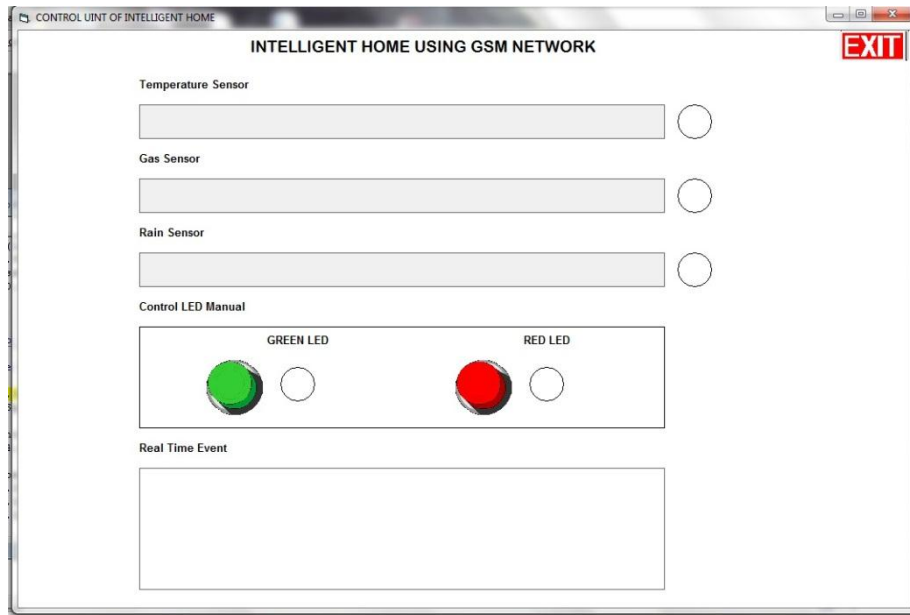 CONTROL UINT OF INTELLIGENT HOME
INTELLIGENT HOME USING GSM NETWORK
EXIT
Temperature Sensor
Gas Sensor
Rain Sensor
Control LED Manual
GREEN LED
RED LED
Real Time Event